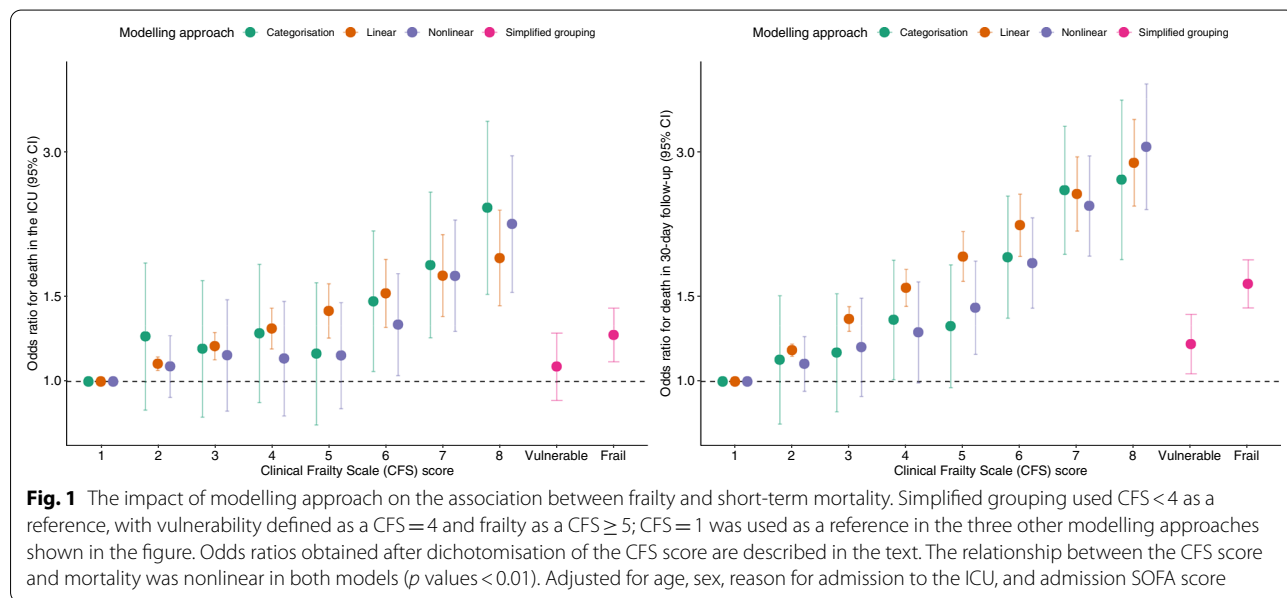 Modelling approach Categorisation Linear Nonlinear Simplified grouping
Odds ratio for death in the ICU (95% CI)
3.0
1.5
1.0
1 2 3 4 5 6 7 8 Vulnerable Frail
Clinical Frailty Scale (CFS) score
Modelling approach Categorisation Linear Nonlinear Simplified grouping
Odds ratio for death in 30-day follow-up (95% CI)
3.0
1.5
1.0
1 2 3 4 5 6 7 8 Vulnerable Frail
Clinical Frailty Scale (CFS) score
Fig. 1 The impact of modelling approach on the association between frailty and short-term mortality. Simplified grouping used CFS < 4 as a
reference, with vulnerability defined as a CFS = 4 and frailty as a CFS ≥ 5; CFS = 1 was used as a reference in the three other modelling approaches
shown in the figure. Odds ratios obtained after dichotomisation of the CFS score are described in the text. The relationship between the CFS score
and mortality was nonlinear in both models (p values < 0.01). Adjusted for age, sex, reason for admission to the ICU, and admission SOFA score